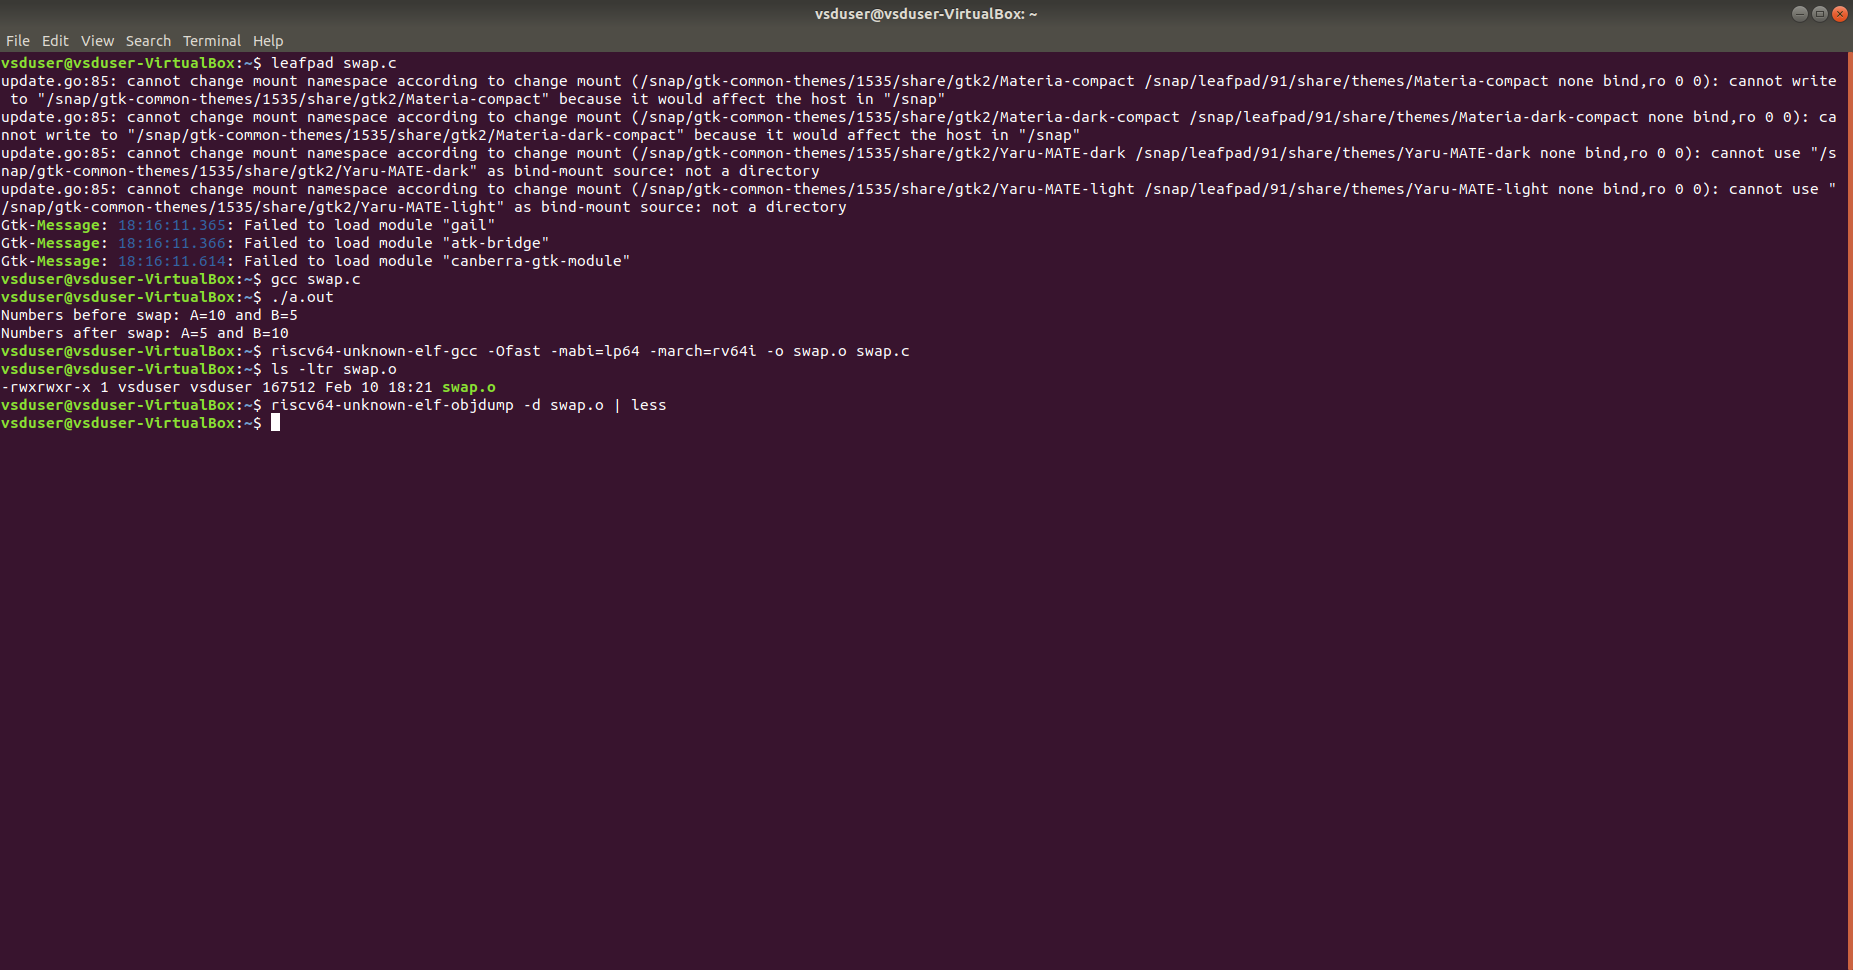 vsduser@vsduser-VirtualBox: ~
File Edit View Search Terminal Help
vsduser@vsduser-VirtualBox:~$ leafpad swap.c
update.go:85: cannot change mount namespace according to change mount (/snap/gtk-common-themes/1535/share/gtk2/Materia-compact /snap/leafpad/91/share/themes/Materia-compact none bind,ro 0 0): cannot write
 to "/snap/gtk-common-themes/1535/share/gtk2/Materia-compact" because it would affect the host in "/snap"
update.go:85: cannot change mount namespace according to change mount (/snap/gtk-common-themes/1535/share/gtk2/Materia-dark-compact /snap/leafpad/91/share/themes/Materia-dark-compact none bind,ro 0 0): ca
nnot write to "/snap/gtk-common-themes/1535/share/gtk2/Materia-dark-compact" because it would affect the host in "/snap"
update.go:85: cannot change mount namespace according to change mount (/snap/gtk-common-themes/1535/share/gtk2/Yaru-MATE-dark /snap/leafpad/91/share/themes/Yaru-MATE-dark none bind,ro 0 0): cannot use "/s
nap/gtk-common-themes/1535/share/gtk2/Yaru-MATE-dark" as bind-mount source: not a directory
update.go:85: cannot change mount namespace according to change mount (/snap/gtk-common-themes/1535/share/gtk2/Yaru-MATE-light /snap/leafpad/91/share/themes/Yaru-MATE-light none bind,ro 0 0): cannot use "
/snap/gtk-common-themes/1535/share/gtk2/Yaru-MATE-light" as bind-mount source: not a directory
Gtk-Message: 18:16:11.365: Failed to load module "gail"
Gtk-Message: 18:16:11.366: Failed to load module "atk-bridge"
Gtk-Message: 18:16:11.614: Failed to load module "canberra-gtk-module"
vsduser@vsduser-VirtualBox:~$ gcc swap.c
vsduser@vsduser-VirtualBox:~$ ./a.out
Numbers before swap: A=10 and B=5
Numbers after swap: A=5 and B=10
vsduser@vsduser-VirtualBox:~$ riscv64-unknown-elf-gcc -Ofast -mabi=lp64 -march=rv64i -o swap.o swap.c
vsduser@vsduser-VirtualBox:~$ ls -ltr swap.o
-rwxrwxr-x 1 vsduser vsduser 167512 Feb 10 18:21 swap.o
vsduser@vsduser-VirtualBox:~$ riscv64-unknown-elf-objdump -d swap.o | less
vsduser@vsduser-VirtualBox:~$